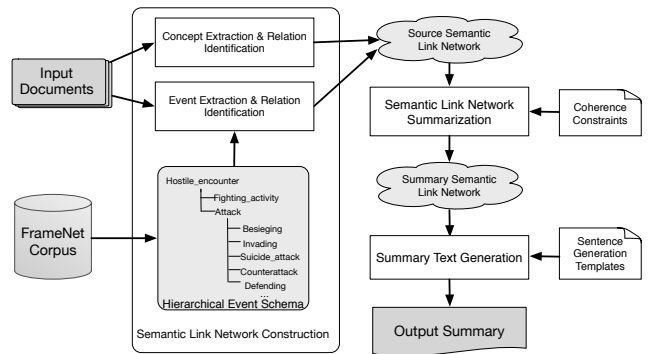 Concept Extraction & Relation
Identification
Input
Documents
Event Extraction & Relation
Identification
Hostile_encounter
Fighting_activity
Attack
Besieging
Invading
Suicide_attack
Counterattack
Defending
...
Hierarchical Event Schema
FrameNet
Corpus
Semantic Link Network Construction
Source Semantic
Link Network
Semantic Link Network
Summarization
Coherence
Constraints
Summary Semantic
Link Network
Summary Text Generation
Sentence
Generation
Templates
Output Summary